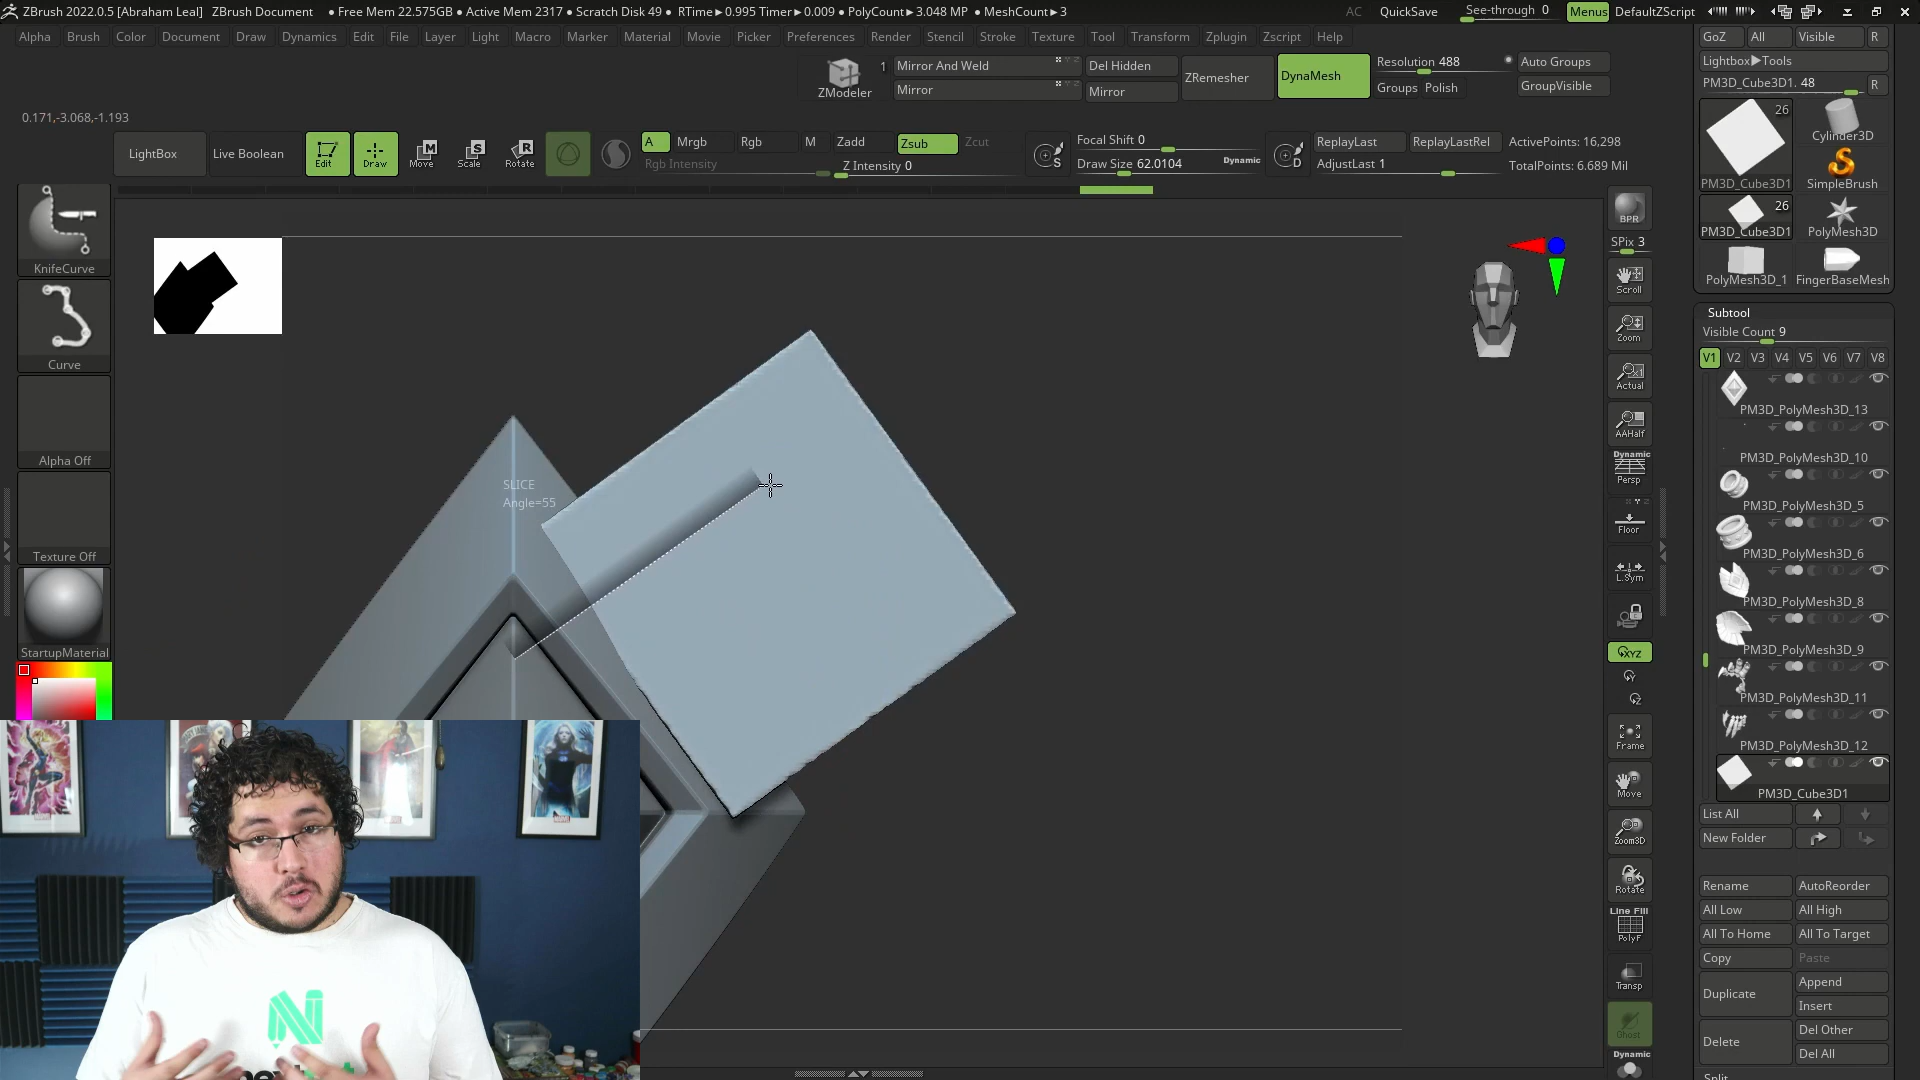 ZBrush 2022.0.5 [Abraham Leal] ZBrush Document • Free Mem 22.575GB • Active Mem 2317 • Scratch Disk 49 • RTime►0.995 Timer►0.009 • PolyCount►3.048 MP • MeshCount►3 AC QuickSave See-through 0 Menus DefaultZScript
Alpha Brush Color Document Draw Dynamics Edit File Layer Light Macro Marker Material Movie Picker Preferences Render Stencil Stroke Texture Tool Transform Zplugin Zscript Help
GoZ All Visible R
Lightbox►Tools
PM3D_Cube3D1. 48 R
ZModeler
1 Mirror And Weld
Mirror
Del Hidden
Mirror
ZRemesher
DynaMesh
Resolution 488
Groups Polish
Auto Groups
GroupVisible
0.171,-3.068,-1.193
LightBox
Live Boolean
Edit
Draw
Move
Scale
Rotate
A Mrgb Rgb M Zadd Zsub Zcut
Rgb Intensity
Z Intensity 0
S
Focal Shift 0
Draw Size 62.0104 Dynamic
D
ReplayLast ReplayLastRel
AdjustLast 1
ActivePoints: 16,298
TotalPoints: 6.689 Mil
KnifeCurve
Curve
Alpha Off
Texture Off
StartupMaterial
SLICE
Angle=55
BPR
SPix 3
Scroll
Zoom
Actual
AAHalf
Dynamic
Persp
Floor
L.Sym
XYZ
Frame
Move
Zoom3D
Rotate
Line Fill
PolyF
Transp
Ghost
Dynamic
26
PM3D_Cube3D1
Cylinder3D
SimpleBrush
26
PM3D_Cube3D1
PolyMesh3D
PolyMesh3D_1
FingerBaseMesh
Subtool
Visible Count 9
V1 V2 V3 V4 V5 V6 V7 V8
PM3D_PolyMesh3D_13
PM3D_PolyMesh3D_10
PM3D_PolyMesh3D_5
PM3D_PolyMesh3D_6
PM3D_PolyMesh3D_8
PM3D_PolyMesh3D_9
PM3D_PolyMesh3D_11
PM3D_PolyMesh3D_12
PM3D_Cube3D1
List All
New Folder
Rename AutoReorder
All Low All High
All To Home All To Target
Copy Paste
Duplicate
Append
Insert
Delete
Del Other
Del All
Split
N